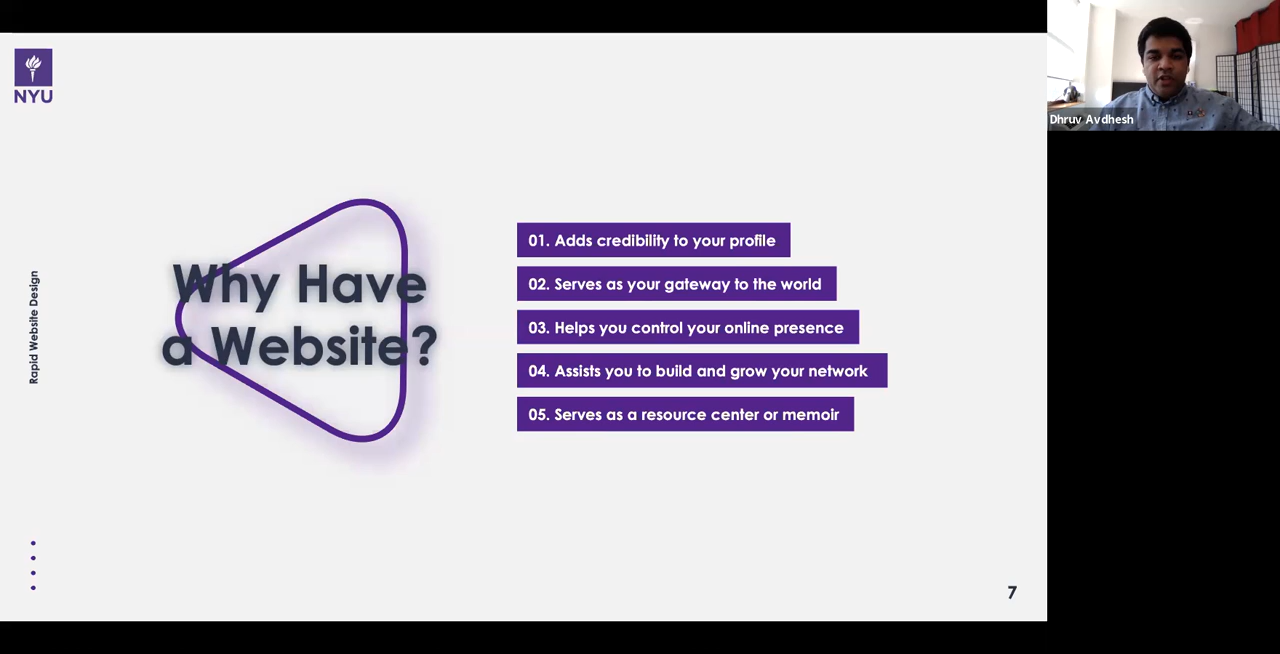 NYU
Rapid Website Design
Why Have
a Website?
01. Adds credibility to your profile
02. Serves as your gateway to the world
03. Helps you control your online presence
04. Assists you to build and grow your network
05. Serves as a resource center or memoir
7
Dhruv Avdhesh